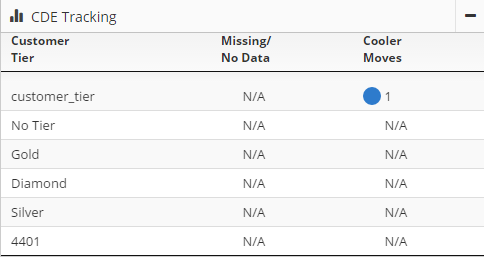 CDE Tracking
Customer Tier Missing/ No Data Cooler Moves
customer_tier N/A 1
No Tier N/A N/A
Gold N/A N/A
Diamond N/A N/A
Silver N/A N/A
4401 N/A N/A